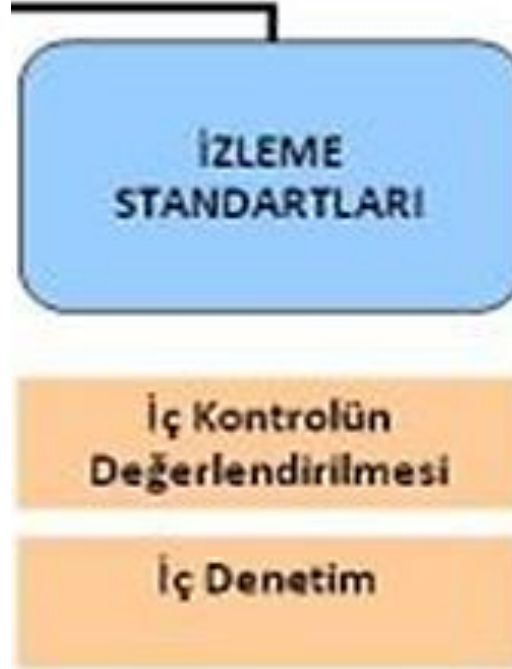 İZLEME
STANDARTLARI
İç Kontrolün
Değerlendirilmesi
İç Denetim